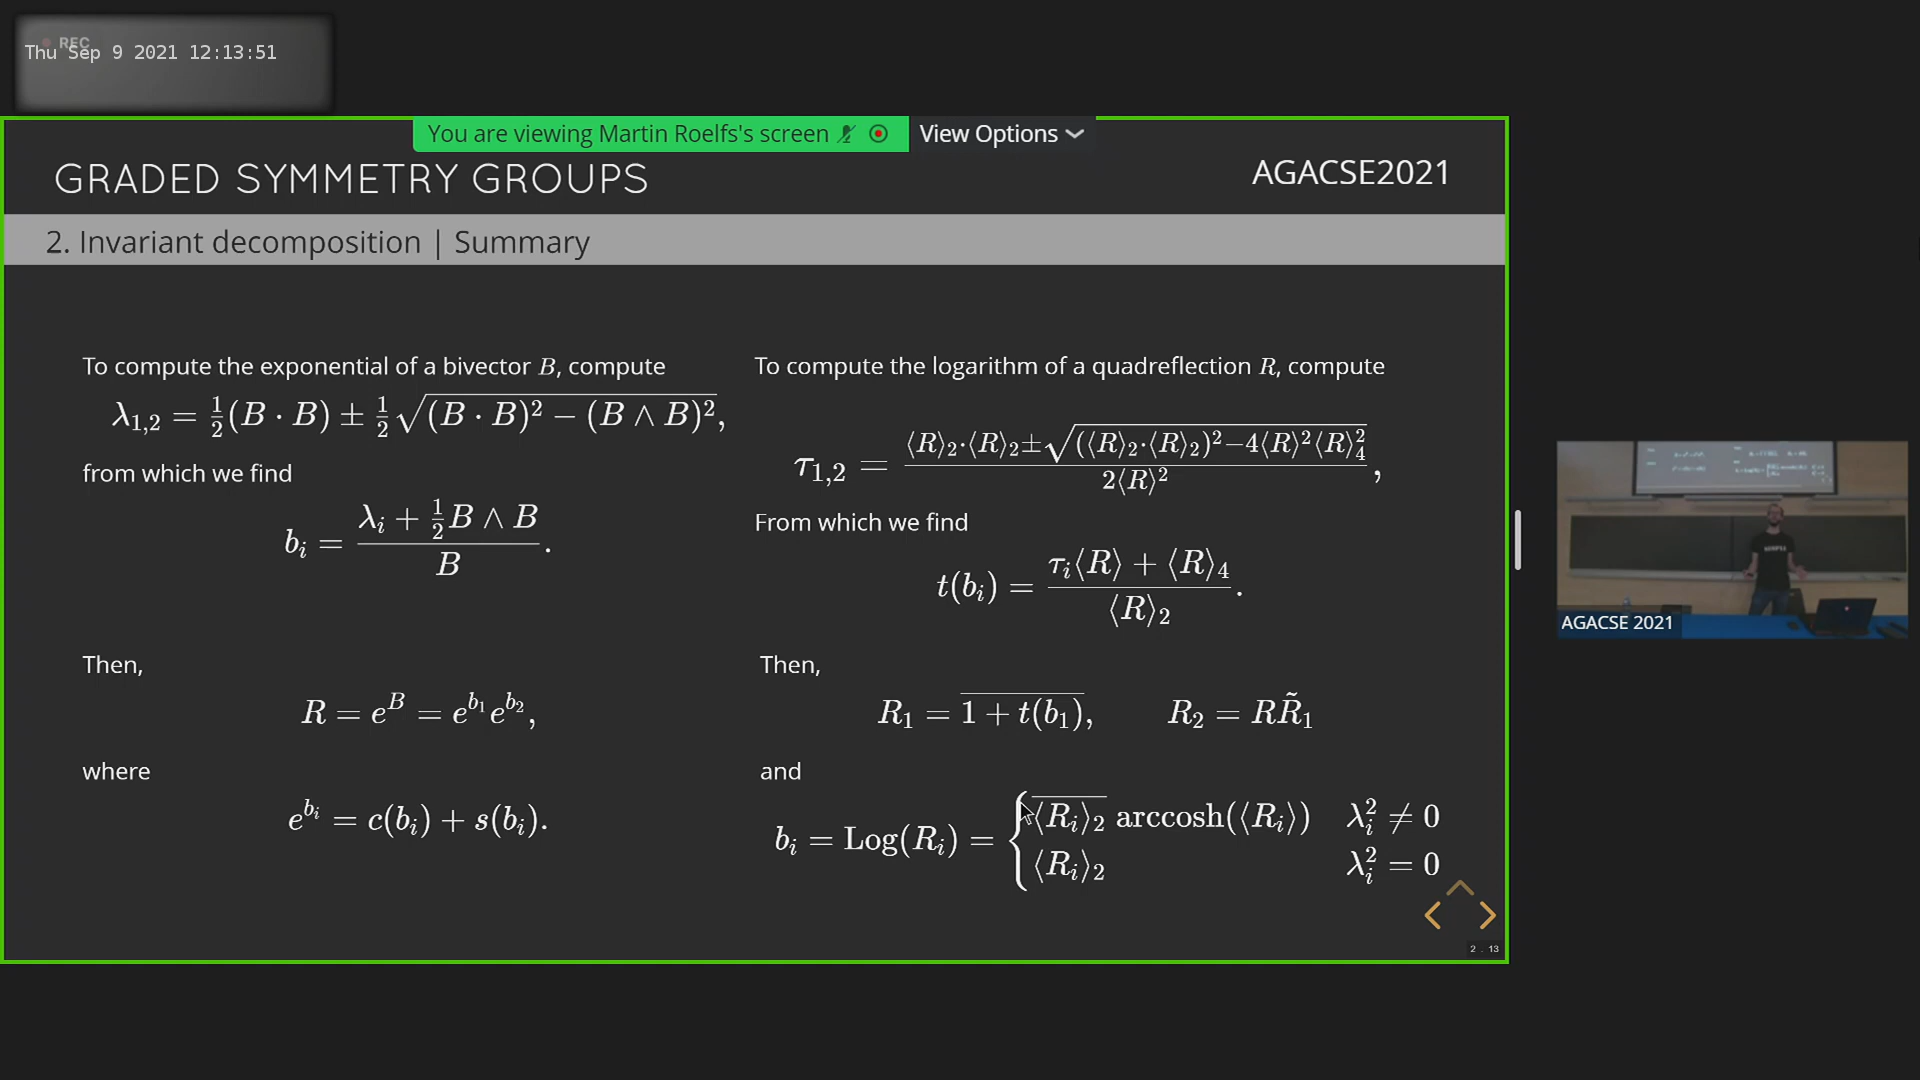 REC
Thu Sep 9 2021 12:13:51
You are viewing Martin Roelfs's screen View Options
GRADED SYMMETRY GROUPS
AGACSE2021
2. Invariant decomposition | Summary
To compute the exponential of a bivector B, compute
λ₁,₂ = ½(B · B) ± ½√((B · B)² − (B ∧ B)²),
from which we find
bᵢ = (λᵢ + ½B ∧ B) / B.
Then,
R = e^B = e^{b₁}e^{b₂},
where
e^{bᵢ} = c(bᵢ) + s(bᵢ).
To compute the logarithm of a quadreflection R, compute
τ₁,₂ = (⟨R⟩₂·⟨R⟩₂±√((⟨R⟩₂·⟨R⟩₂)²−4⟨R⟩²⟨R⟩₄²)) / 2⟨R⟩²,
From which we find
t(bᵢ) = (τᵢ⟨R⟩ + ⟨R⟩₄) / ⟨R⟩₂.
Then,
R₁ = \overline{1 + t(b₁)}, R₂ = RR̃₁
and
bᵢ = Log(Rᵢ) = { \overline{⟨Rᵢ⟩₂} arccosh(⟨Rᵢ⟩) λᵢ² ≠ 0
⟨Rᵢ⟩₂ λᵢ² = 0
2 . 13
AGACSE 2021